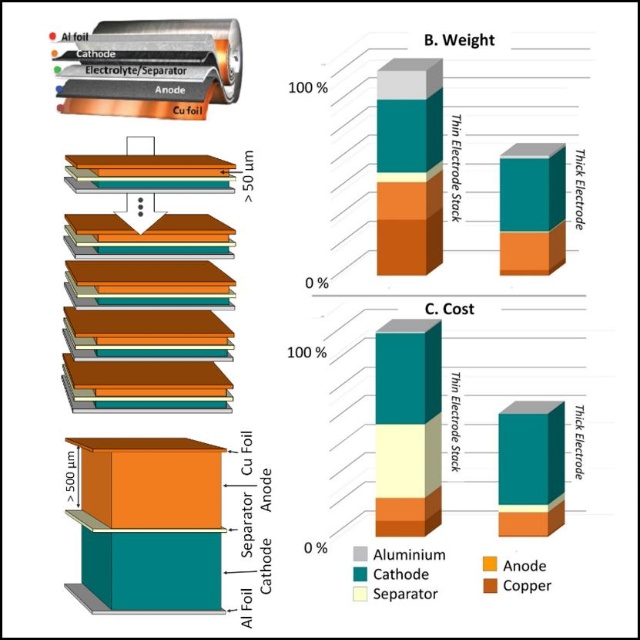 Al foil
Cathode
Electrolyte/Separator
Anode
Cu foil
> 50 µm
> 500 µm
Cu Foil
Anode
Separator
Cathode
Al Foil
B. Weight
100 %
0 %
Thin Electrode Stack
Thick Electrode
C. Cost
100 %
0 %
Thin Electrode Stack
Thick Electrode
Aluminium
Cathode
Separator
Anode
Copper